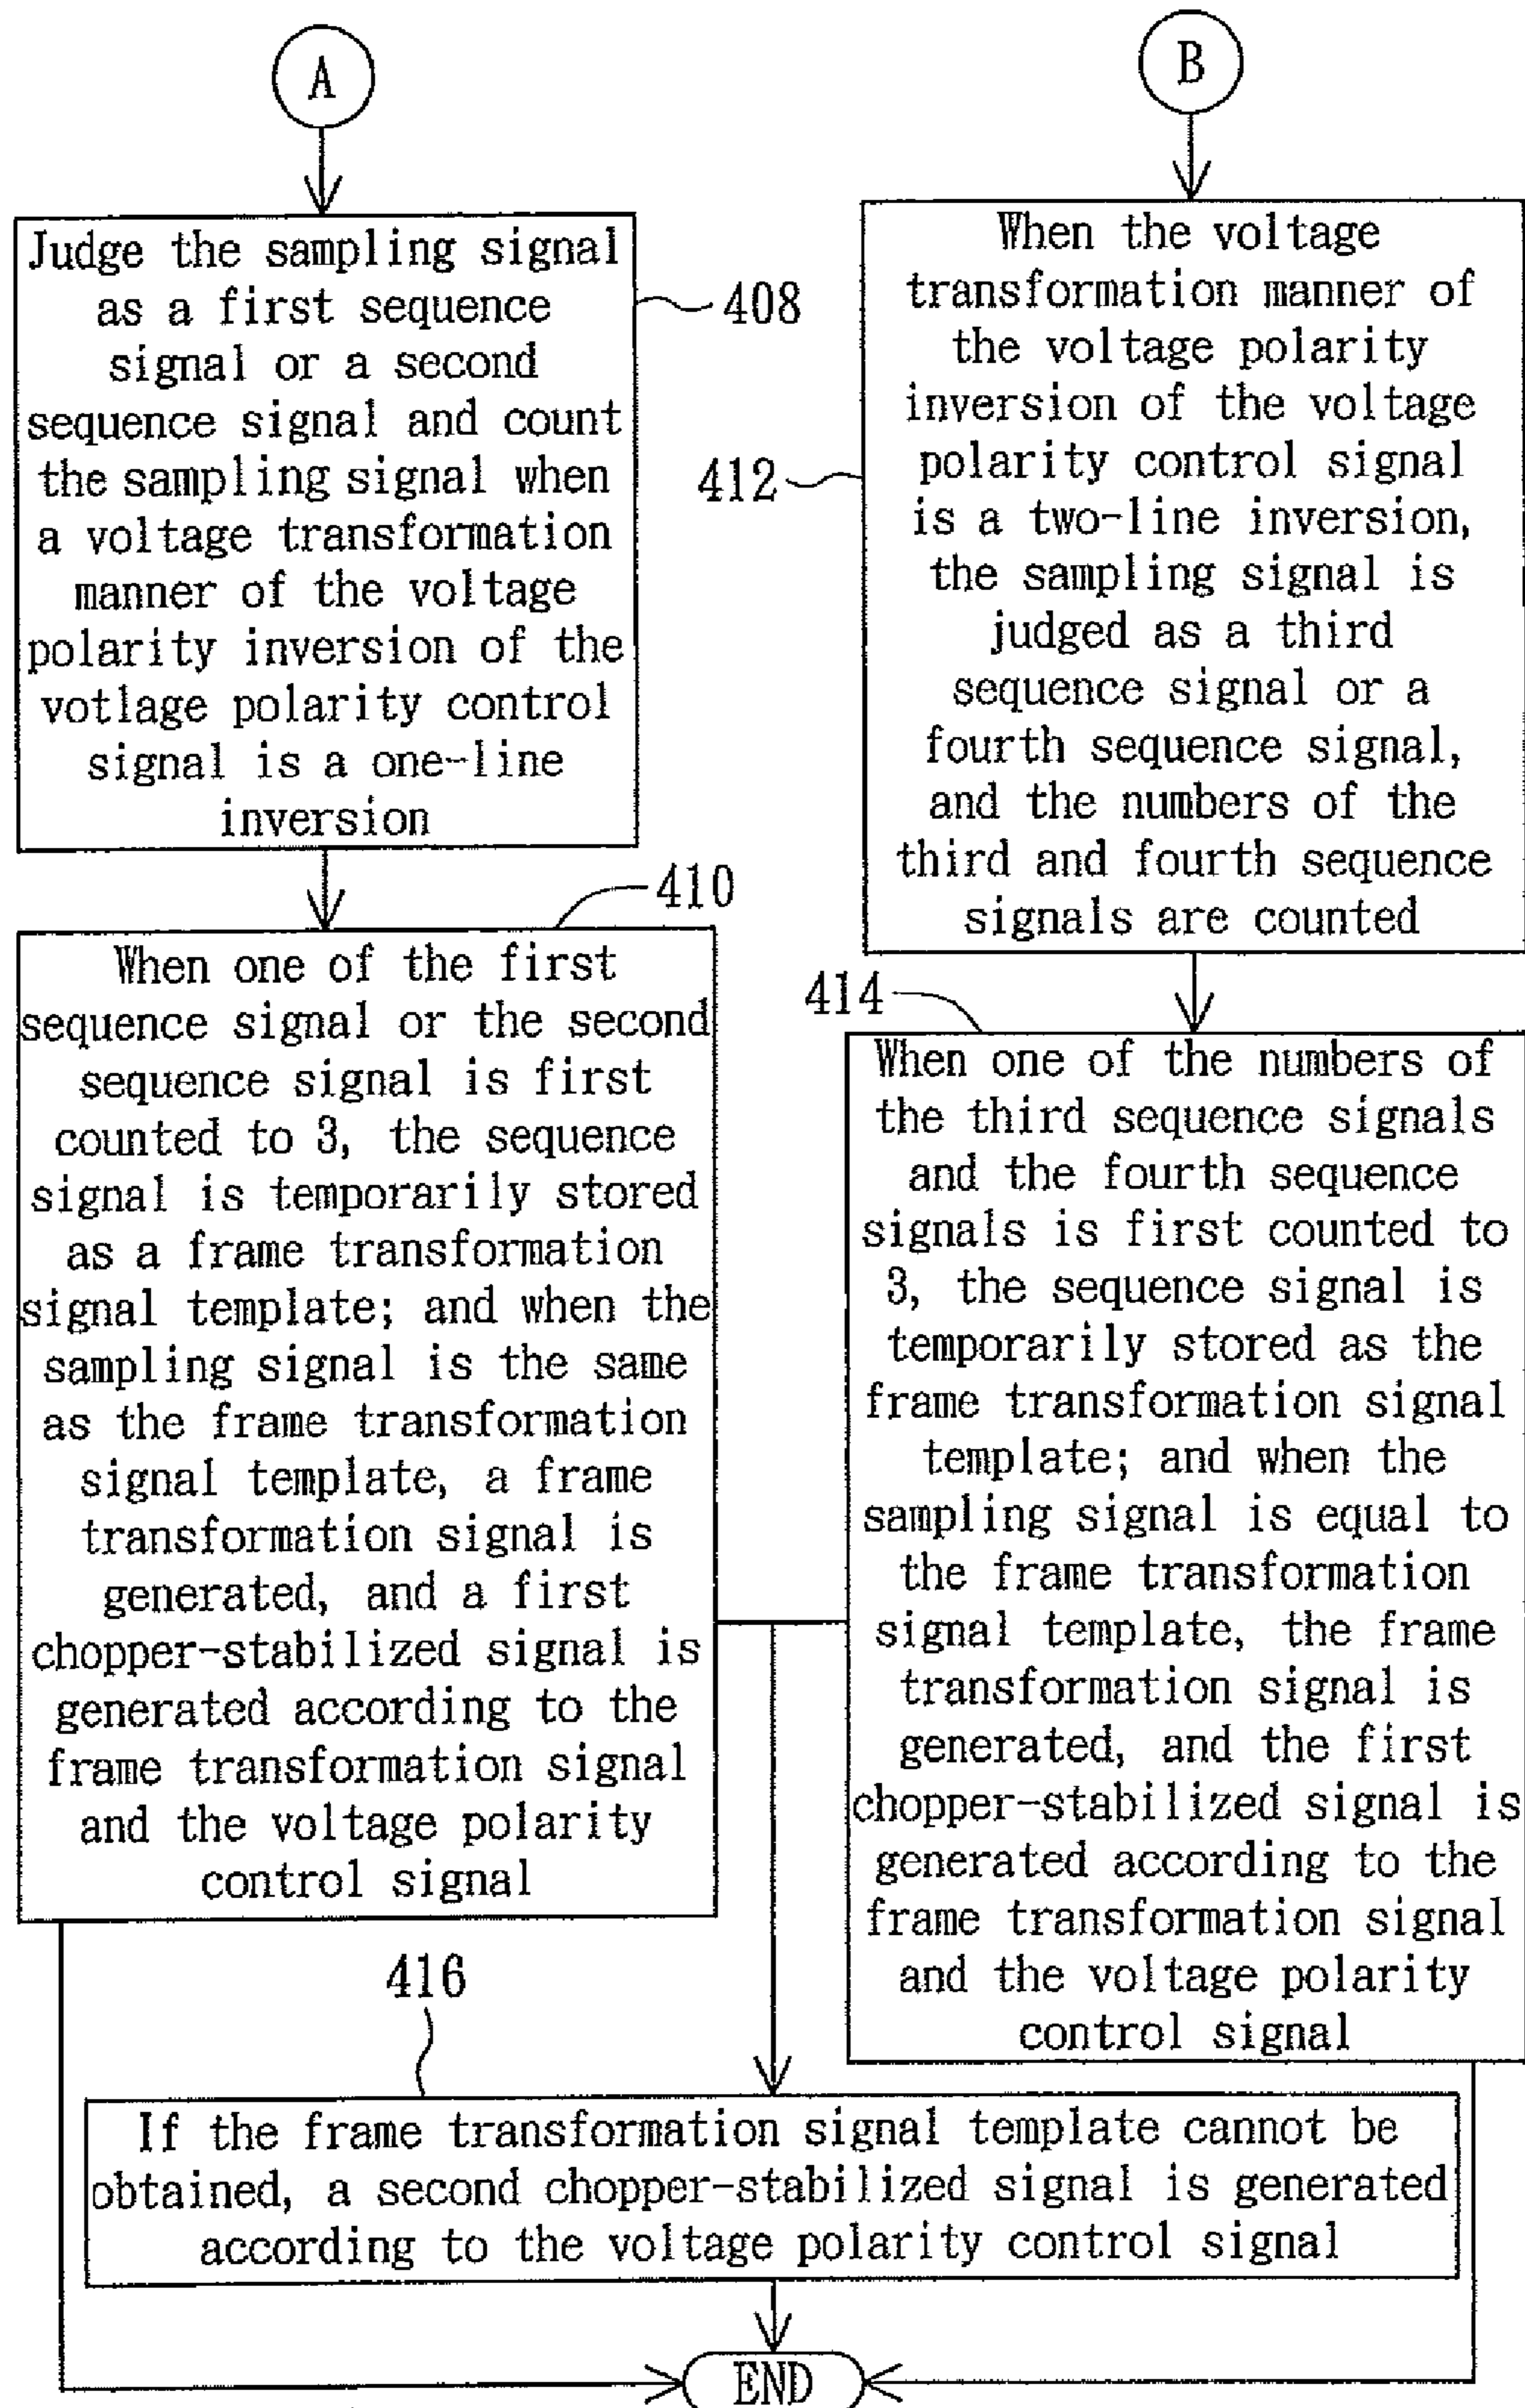 A
Judge the sampling signal
as a first sequence
signal or a second
sequence signal and count
the sampling signal when
a voltage transformation
manner of the voltage
polarity inversion of the
votlage polarity control
signal is a one-line
inversion
408
410
When one of the first
sequence signal or the second
sequence signal is first
counted to 3, the sequence
signal is temporarily stored
as a frame transformation
signal template; and when the
sampling signal is the same
as the frame transformation
signal template, a frame
transformation signal is
generated, and a first
chopper-stabilized signal is
generated according to the
frame transformation signal
and the voltage polarity
control signal
B
When the voltage
transformation manner of
the voltage polarity
inversion of the voltage
polarity control signal
is a two-line inversion,
the sampling signal is
judged as a third
sequence signal or a
fourth sequence signal,
and the numbers of the
third and fourth sequence
signals are counted
412
414
When one of the numbers of
the third sequence signals
and the fourth sequence
signals is first counted to
3, the sequence signal is
temporarily stored as the
frame transformation signal
template; and when the
sampling signal is equal to
the frame transformation
signal template, the frame
transformation signal is
generated, and the first
chopper-stabilized signal is
generated according to the
frame transformation signal
and the voltage polarity
control signal
416
If the frame transformation signal template cannot be
obtained, a second chopper-stabilized signal is generated
according to the voltage polarity control signal
END